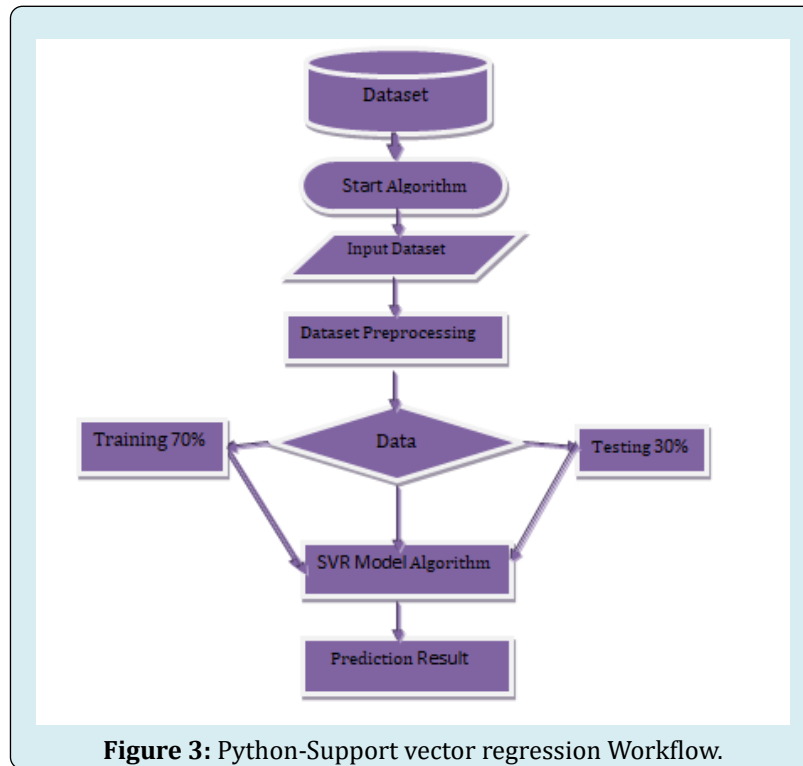 Dataset
Start Algorithm
Input Dataset
Dataset Preprocessing
Training 70%
Data
Testing 30%
SVR Model Algorithm
Prediction Result
Figure 3: Python-Support vector regression Workflow.